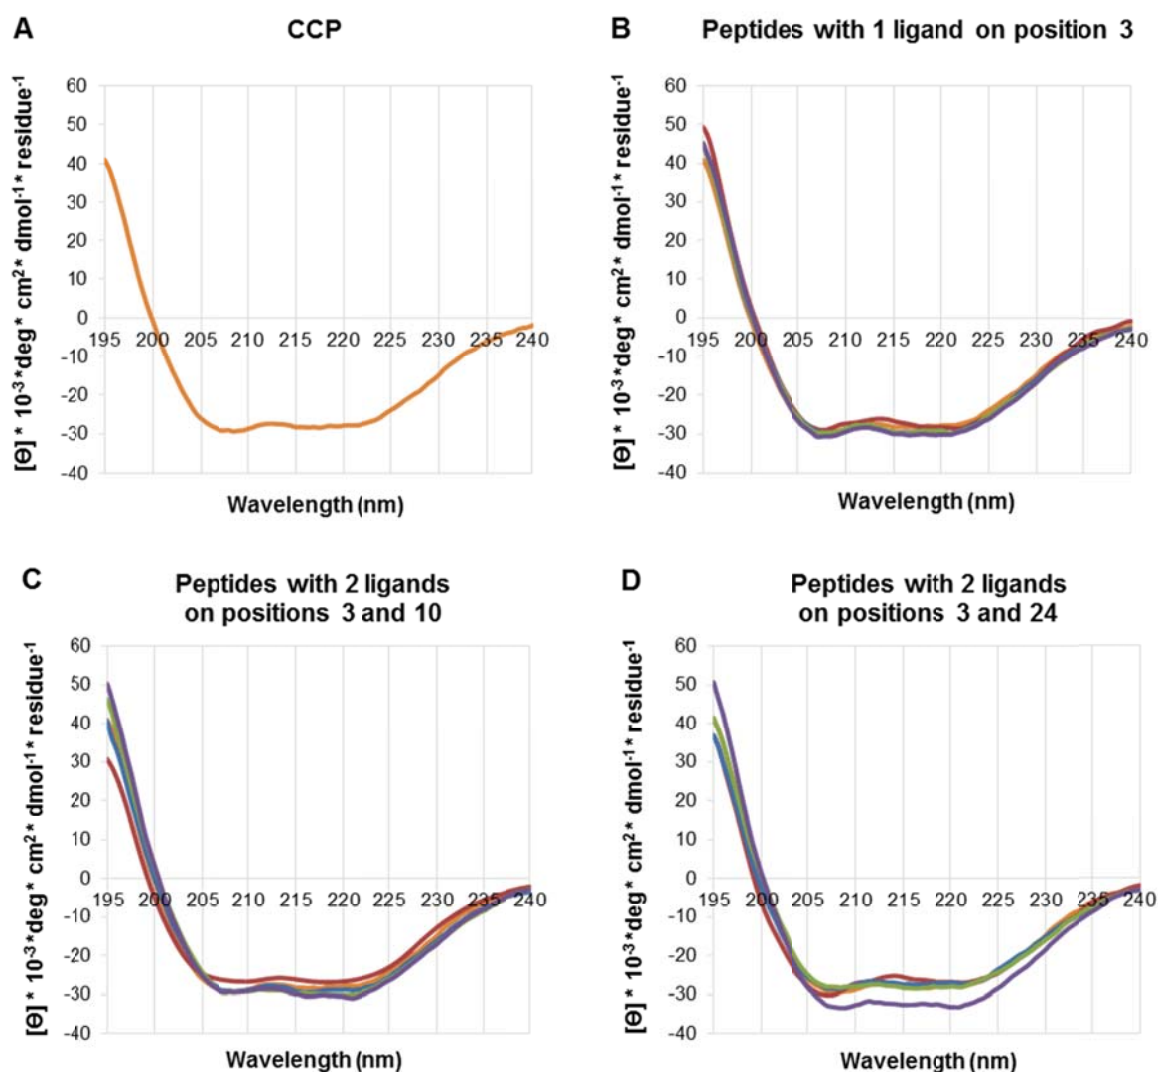 A
CCP
60
50
40
30
20
10
0
-10
-20
-30
-40
195 200 205 210 215 220 225 230 235 240
[Θ] * 10-³*deg* cm²* dmol-¹* residue-¹
Wavelength (nm)
B
Peptides with 1 ligand on position 3
60
50
40
30
20
10
0
-10
-20
-30
-40
195 200 205 210 215 220 225 230 235 240
[Θ] * 10-³*deg* cm²* dmol-¹* residue-¹
Wavelength (nm)
C
Peptides with 2 ligands
on positions 3 and 10
60
50
40
30
20
10
0
-10
-20
-30
-40
195 200 205 210 215 220 225 230 235 240
[Θ] * 10-³*deg* cm²* dmol-¹* residue-¹
Wavelength (nm)
D
Peptides with 2 ligands
on positions 3 and 24
60
50
40
30
20
10
0
-10
-20
-30
-40
195 200 205 210 215 220 225 230 235 240
[Θ] * 10-³*deg* cm²* dmol-¹* residue-¹
Wavelength (nm)